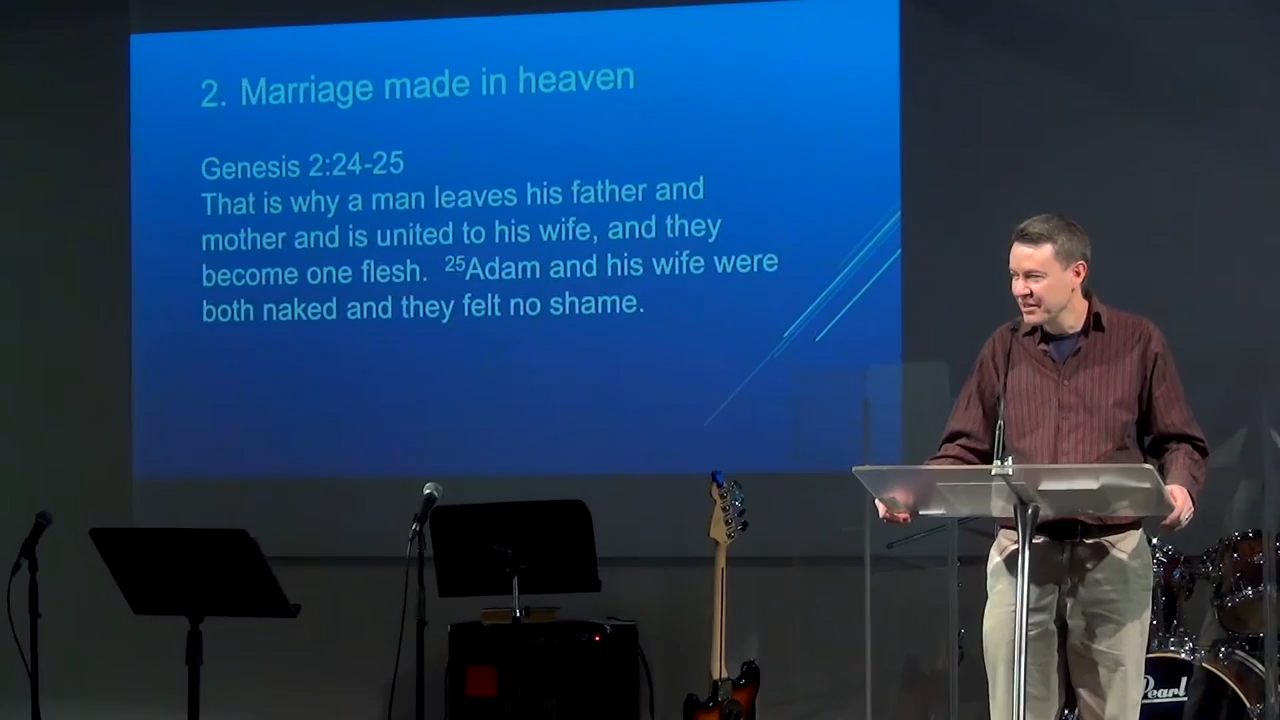 2. Marriage made in heaven
Genesis 2:24-25
That is why a man leaves his father and
mother and is united to his wife, and they
become one flesh. ²⁵Adam and his wife were
both naked and they felt no shame.
Pearl